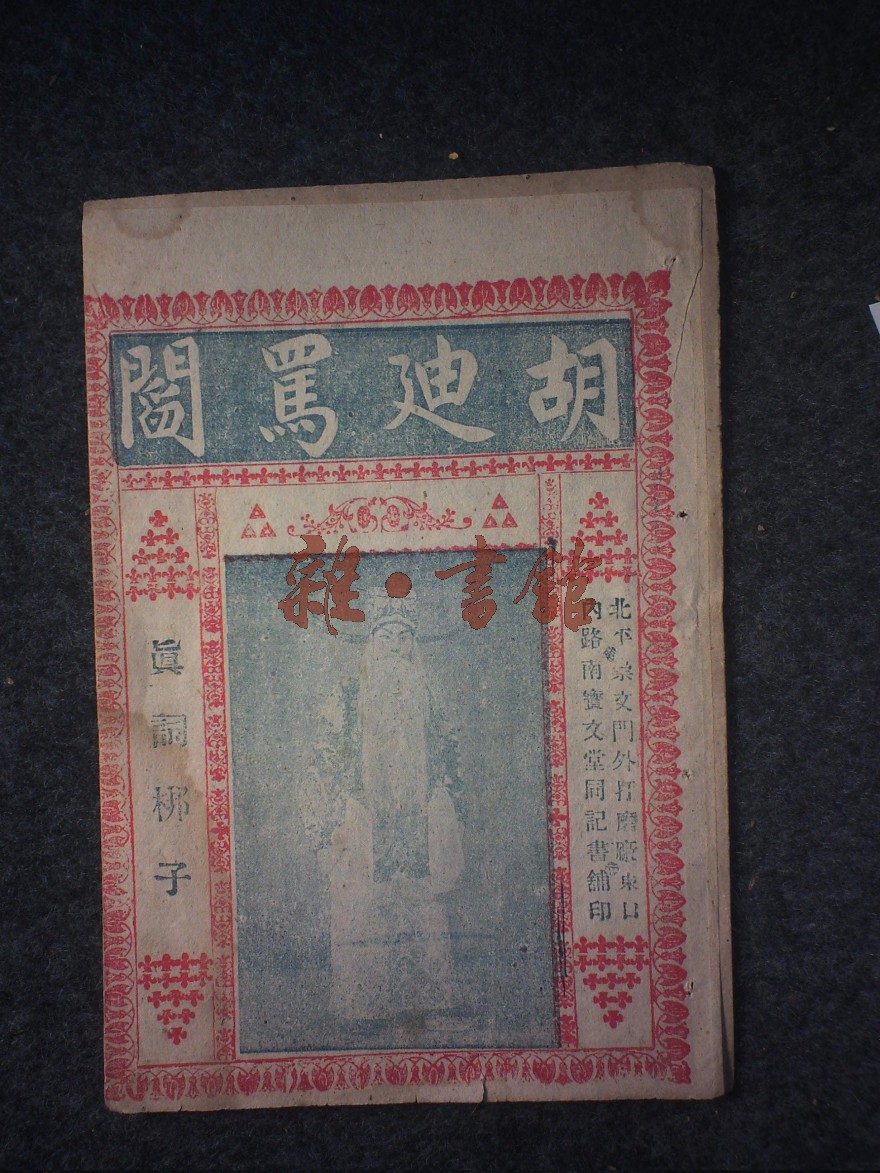 胡迪罵閻
雜·書館
北平崇文門外打磨廠東口
內路南寶文堂同記書舖印
眞詞梆子